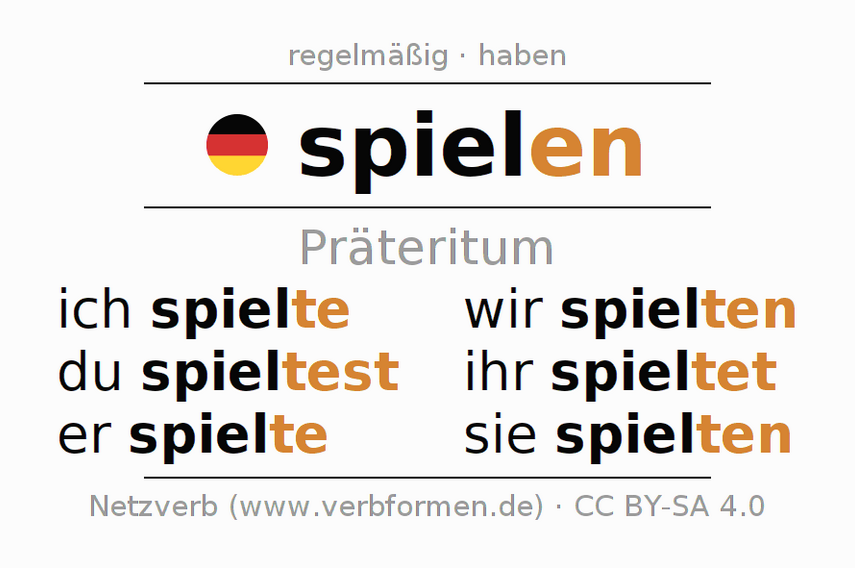 regelmäßig · haben
spielen
Präteritum
ich spielte
du spieltest
er spielte
wir spielten
ihr spieltet
sie spielten
Netzverb (www.verbformen.de) · CC BY-SA 4.0